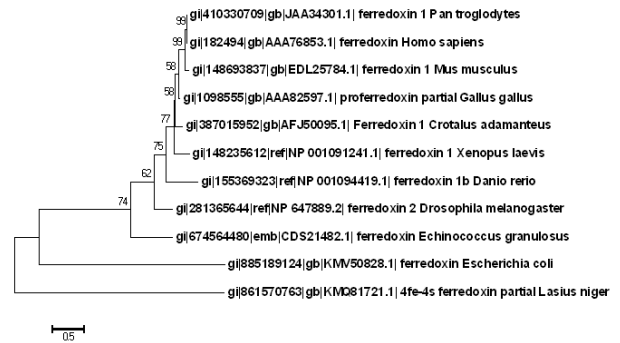 99
gi|410330709|gb|JAA34301.1| ferredoxin 1 Pan troglodytes
99
gi|182494|gb|AAA76853.1| ferredoxin Homo sapiens
58
gi|148693837|gb|EDL25784.1| ferredoxin 1 Mus musculus
58
gi|1098555|gb|AAA82597.1| proferredoxin partial Gallus gallus
77
gi|387015952|gb|AFJ50095.1| Ferredoxin 1 Crotalus adamanteus
75
gi|148235612|ref|NP 001091241.1| ferredoxin 1 Xenopus laevis
62
gi|155369323|ref|NP 001094419.1| ferredoxin 1b Danio rerio
74
gi|281365644|ref|NP 647889.2| ferredoxin 2 Drosophila melanogaster
gi|674564480|emb|CDS21482.1| ferredoxin Echinococcus granulosus
gi|885189124|gb|KMV50828.1| ferredoxin Escherichia coli
gi|861570763|gb|KMQ81721.1| 4fe-4s ferredoxin partial Lasius niger
0.5